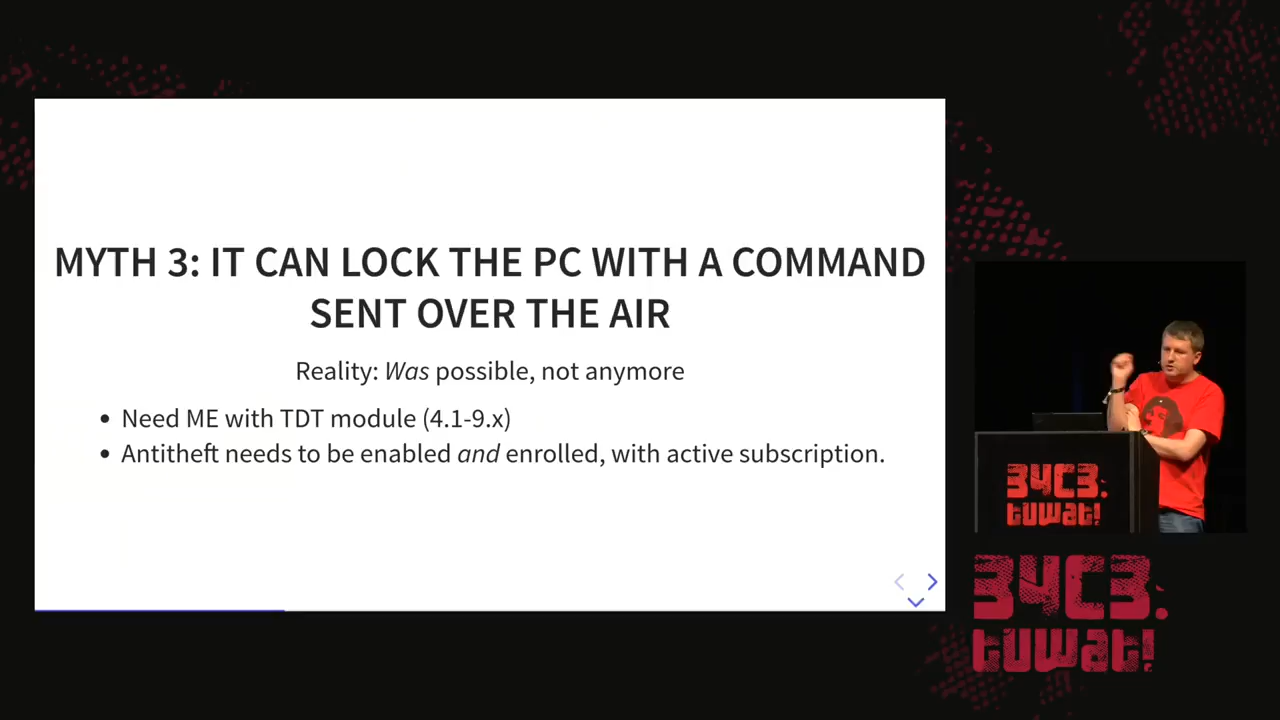 MYTH 3: IT CAN LOCK THE PC WITH A COMMAND
SENT OVER THE AIR
Reality: Was possible, not anymore
• Need ME with TDT module (4.1-9.x)
• Antitheft needs to be enabled and enrolled, with active subscription.
34C3.
tuwat!
34C3.
tuwat!